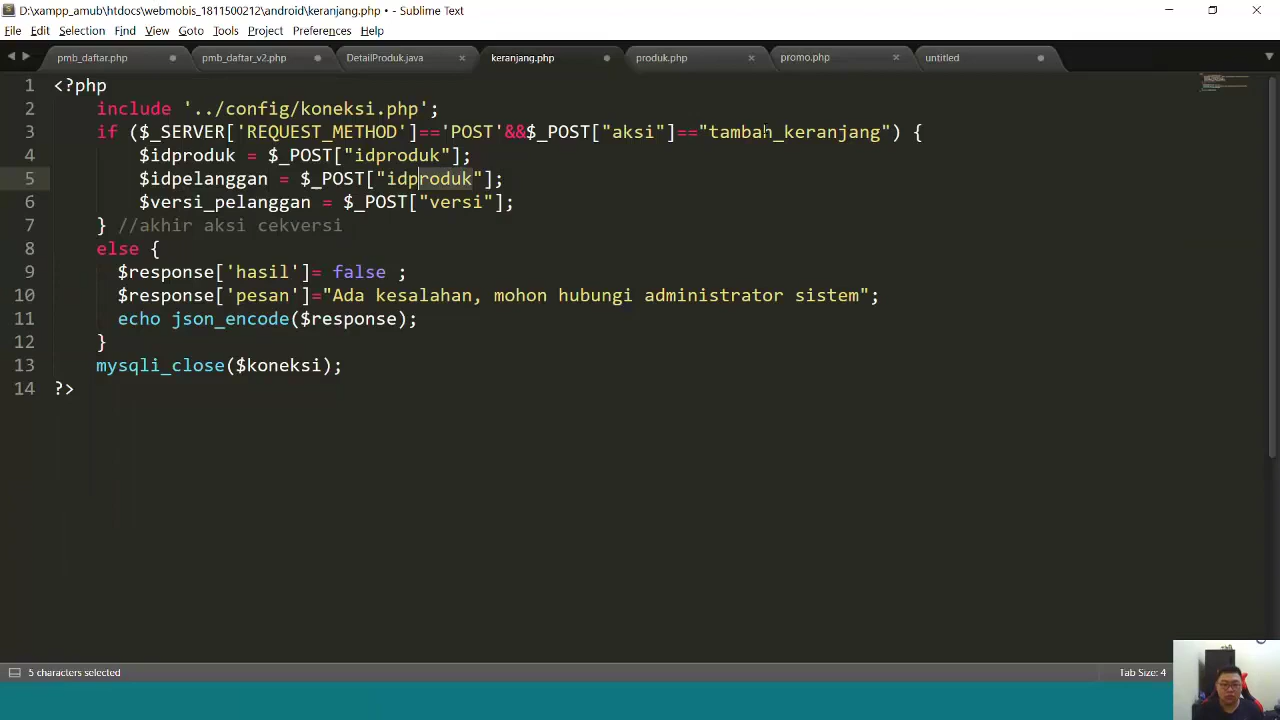 D:\xampp_amub\htdocs\webmobis_1811500212\android\keranjang.php • - Sublime Text
File Edit Selection Find View Goto Tools Project Preferences Help
pmb_daftar.php pmb_daftar_v2.php DetailProduk.java keranjang.php produk.php promo.php untitled
1 <?php
2 include '../config/koneksi.php';
3 if ($_SERVER['REQUEST_METHOD']=='POST'&&$_POST["aksi"]=="tambah_keranjang") {
4 $idproduk = $_POST["idproduk"];
5 $idpelanggan = $_POST["idproduk"];
6 $versi_pelanggan = $_POST["versi"];
7 } //akhir aksi cekversi
8 else {
9 $response['hasil']= false ;
10 $response['pesan']="Ada kesalahan, mohon hubungi administrator sistem";
11 echo json_encode($response);
12 }
13 mysqli_close($koneksi);
14 ?>
5 characters selected Tab Size: 4